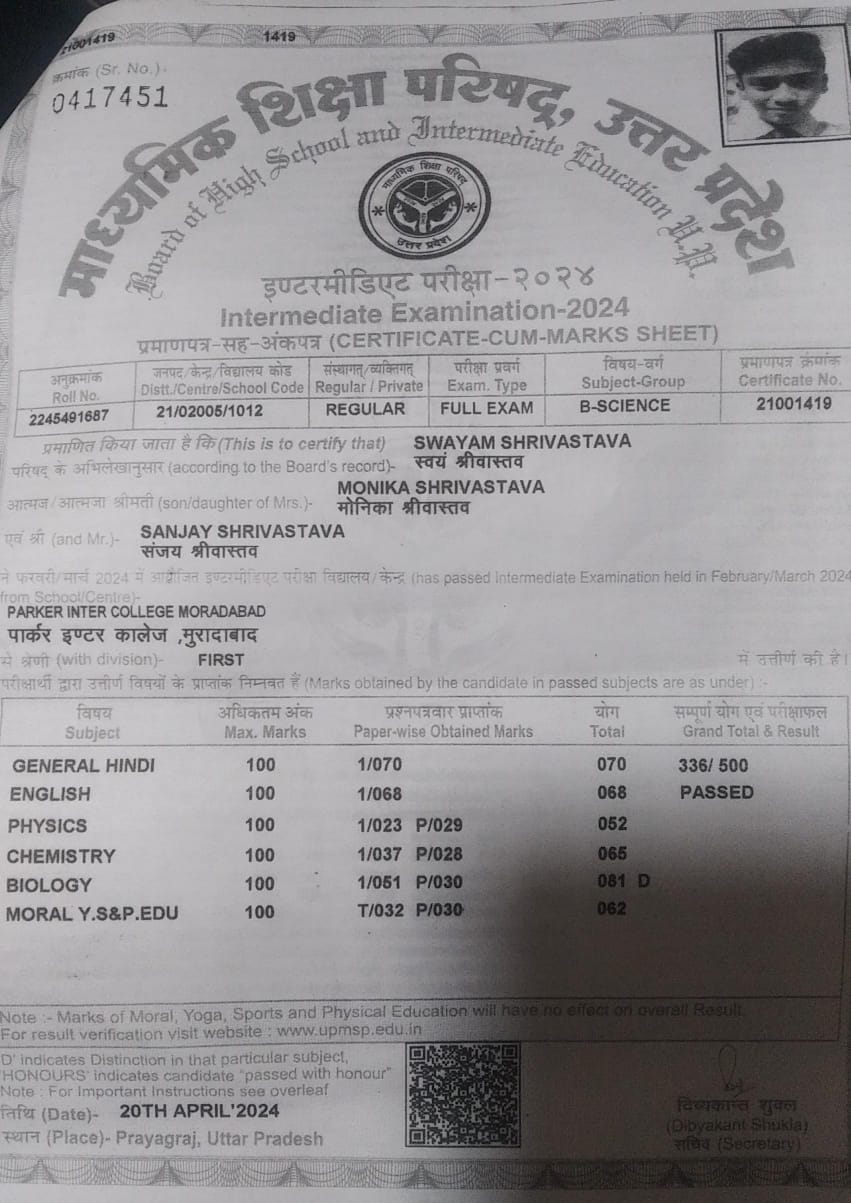 21001419
1419
क्रमांक (Sr. No.)-
0417451
माध्यमिक शिक्षा परिषद्, उत्तर प्रदेश
Board of High School and Intermediate Education U.P.
माध्यमिक शिक्षा परिषद्
उत्तर प्रदेश
इण्टरमीडिएट परीक्षा-२०२४
Intermediate Examination-2024
प्रमाणपत्र-सह-अंकपत्र (CERTIFICATE-CUM-MARKS SHEET)
अनुक्रमांक जनपद/केन्द्र/विद्यालय कोड संस्थागत/व्यक्तिगत परीक्षा प्रवर्ग विषय-वर्ग प्रमाणपत्र क्रमांक
Roll No. Distt./Centre/School Code Regular / Private Exam. Type Subject-Group Certificate No.
2245491687 21/02005/1012 REGULAR FULL EXAM B-SCIENCE 21001419
प्रमाणित किया जाता है कि (This is to certify that) SWAYAM SHRIVASTAVA
परिषद के अभिलेखानुसार (according to the Board's record)- स्वयं श्रीवास्तव
MONIKA SHRIVASTAVA
आत्मज/आत्मजा श्रीमती (son/daughter of Mrs.)- मोनिका श्रीवास्तव
SANJAY SHRIVASTAVA
एवं श्री (and Mr.)- संजय श्रीवास्तव
ने फरवरी/मार्च 2024 में आयोजित इण्टरमीडिएट परीक्षा विद्यालय/केन्द्र (has passed Intermediate Examination held in February/March 2024
from School/Centre)-
PARKER INTER COLLEGE MORADABAD
पार्कर इण्टर कालेज ,मुरादाबाद
से श्रेणी (with division)- FIRST में उत्तीर्ण की है।
परीक्षार्थी द्वारा उत्तीर्ण विषयों के प्राप्तांक निम्नवत हैं (Marks obtained by the candidate in passed subjects are as under) :-
विषय अधिकतम अंक प्रश्नपत्रवार प्राप्तांक योग सम्पूर्ण योग एवं परीक्षाफल
Subject Max. Marks Paper-wise Obtained Marks Total Grand Total & Result
GENERAL HINDI 100 1/070 070 336/ 500
ENGLISH 100 1/068 068 PASSED
PHYSICS 100 1/023 P/029 052
CHEMISTRY 100 1/037 P/028 065
BIOLOGY 100 1/051 P/030 081 D
MORAL Y.S&P.EDU 100 T/032 P/030 062
Note :- Marks of Moral, Yoga, Sports and Physical Education will have no effect on overall Result.
For result verification visit website : www.upmsp.edu.in
D' indicates Distinction in that particular subject,
'HONOURS' indicates candidate "passed with honour"
Note : For Important Instructions see overleaf
तिथि (Date)- 20TH APRIL'2024
स्थान (Place)- Prayagraj, Uttar Pradesh
दिब्यकान्त शुक्ल
(Dibyakant Shukla)
सचिव (Secretary)